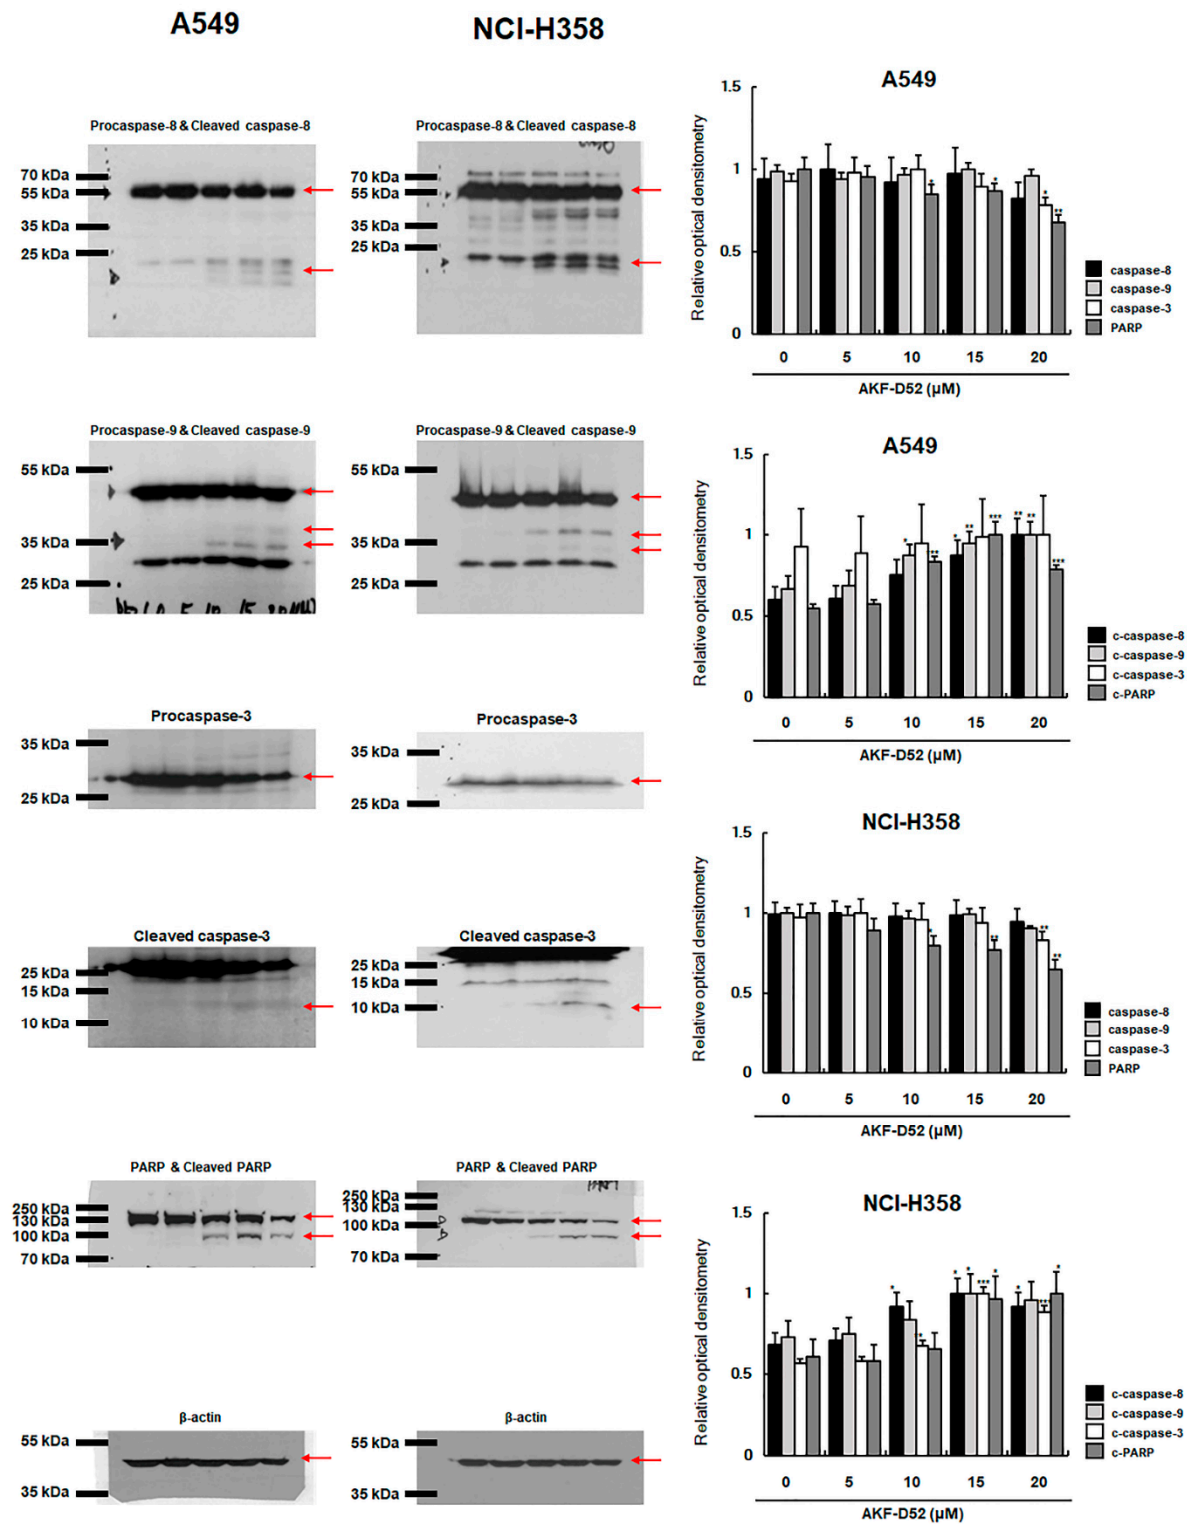 A549
NCI-H358
Procaspase-8 & Cleaved caspase-8
70 kDa
55 kDa
35 kDa
25 kDa
Procaspase-8 & Cleaved caspase-8
70 kDa
55 kDa
35 kDa
25 kDa
Procaspase-9 & Cleaved caspase-9
55 kDa
35 kDa
25 kDa
Procaspase-9 & Cleaved caspase-9
55 kDa
35 kDa
25 kDa
Procaspase-3
35 kDa
25 kDa
Procaspase-3
35 kDa
25 kDa
Cleaved caspase-3
25 kDa
15 kDa
10 kDa
Cleaved caspase-3
25 kDa
15 kDa
10 kDa
PARP & Cleaved PARP
250 kDa
130 kDa
100 kDa
70 kDa
PARP & Cleaved PARP
250 kDa
130 kDa
100 kDa
70 kDa
β-actin
55 kDa
35 kDa
β-actin
55 kDa
35 kDa
A549
Relative optical densitometry
1.5
1
0.5
0
* * * **
caspase-8
caspase-9
caspase-3
PARP
0 5 10 15 20
AKF-D52 (μM)
A549
Relative optical densitometry
1.5
1
0.5
0
* *** * ** *** ** ** ***
c-caspase-8
c-caspase-9
c-caspase-3
c-PARP
0 5 10 15 20
AKF-D52 (μM)
NCI-H358
Relative optical densitometry
1.5
1
0.5
0
* ** ** **
caspase-8
caspase-9
caspase-3
PARP
0 5 10 15 20
AKF-D52 (μM)
NCI-H358
Relative optical densitometry
1.5
1
0.5
0
* ** * * *** * * *** *
c-caspase-8
c-caspase-9
c-caspase-3
c-PARP
0 5 10 15 20
AKF-D52 (μM)